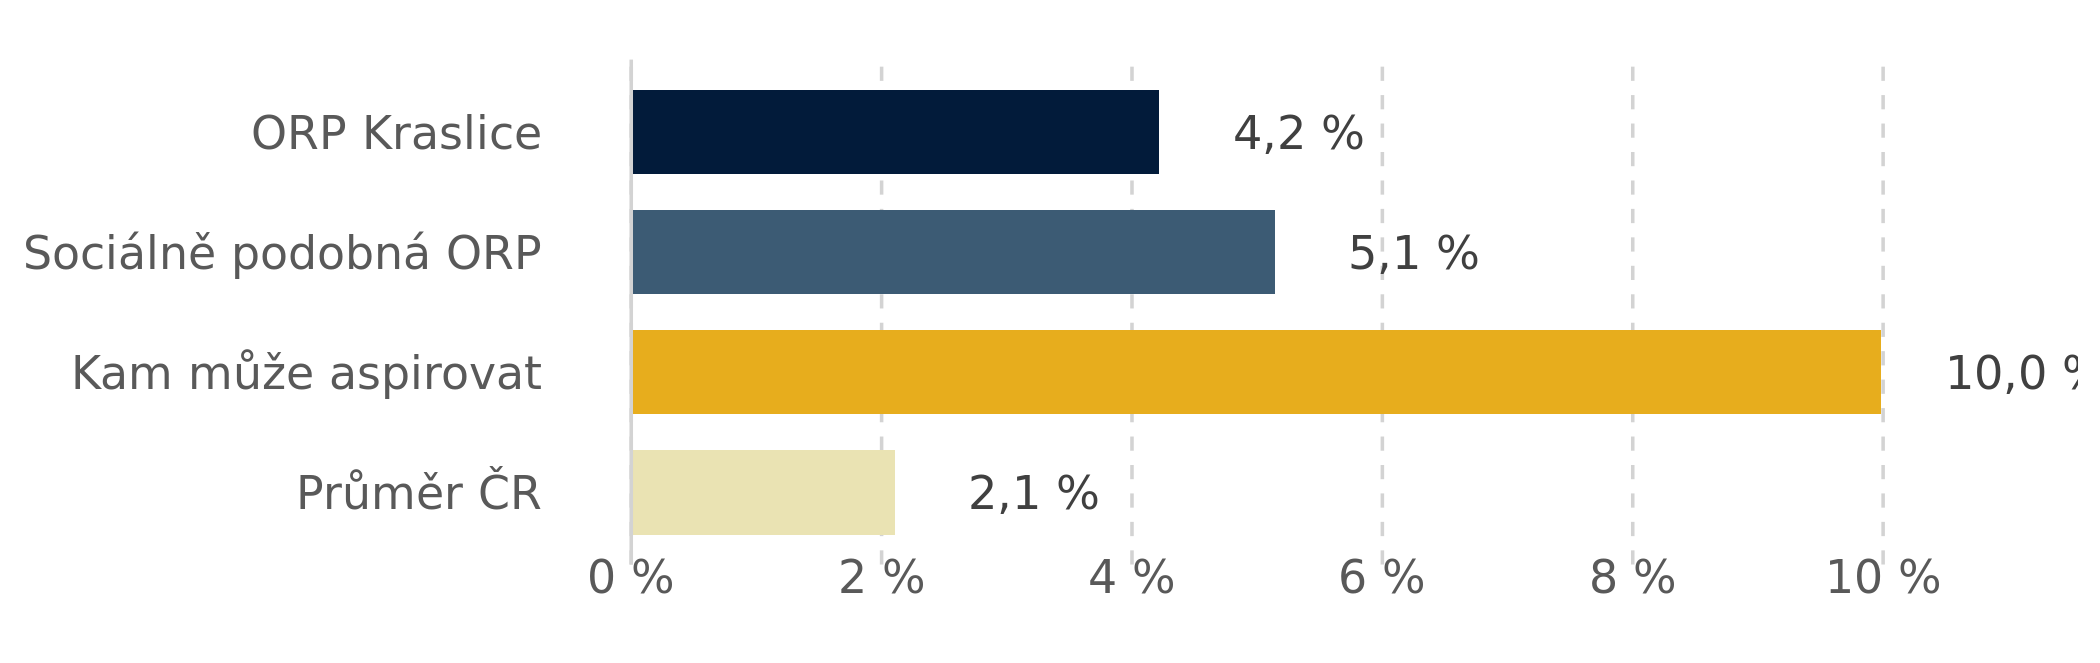 ORP Kraslice
4,2 %
Sociálně podobná ORP
5,1 %
Kam může aspirovat
10,0 %
Průměr ČR
2,1 %
0 % 2 % 4 % 6 % 8 % 10 %